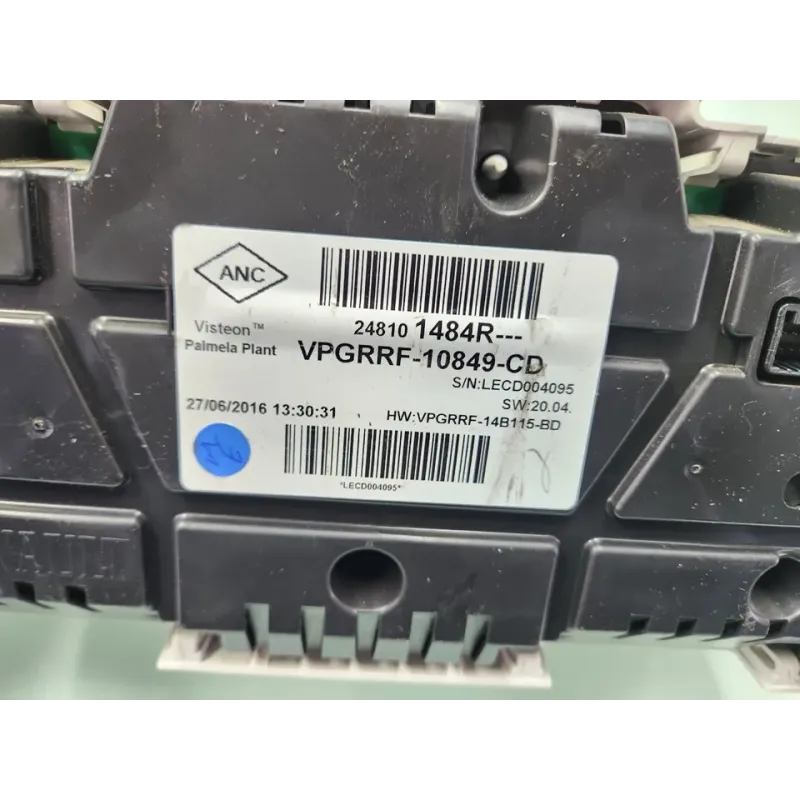 ANC
Visteon™
Palmela Plant
24810 1484R---
VPGRRF-10849-CD
S/N:LECD004095
SW:20.04.
27/06/2016 13:30:31
HW:VPGRRF-14B115-BD
*LECD004095*